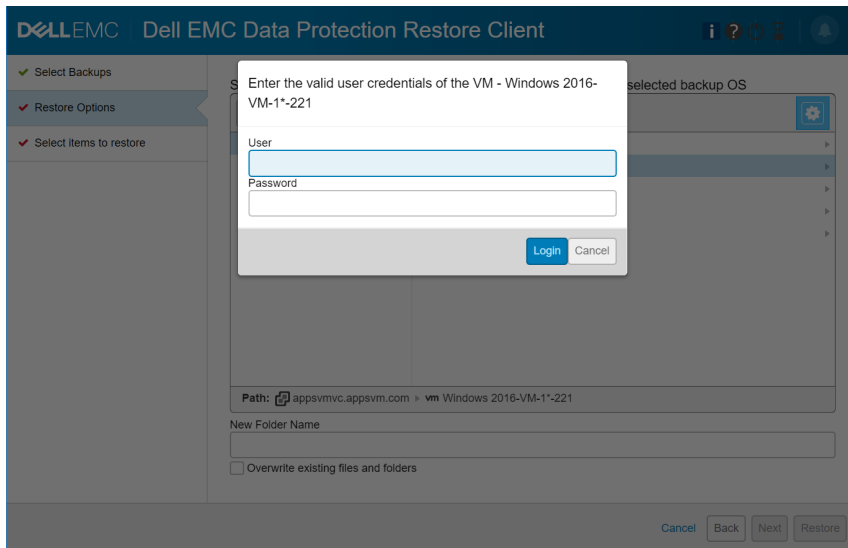 DELLEMC Dell EMC Data Protection Restore Client
Select Backups
Restore Options
Select items to restore
S
selected backup OS
Enter the valid user credentials of the VM - Windows 2016-
VM-1*-221
User
Password
Login Cancel
Path: appsvmvc.appsvm.com vm Windows 2016-VM-1*-221
New Folder Name
Overwrite existing files and folders
Cancel Back Next Restore